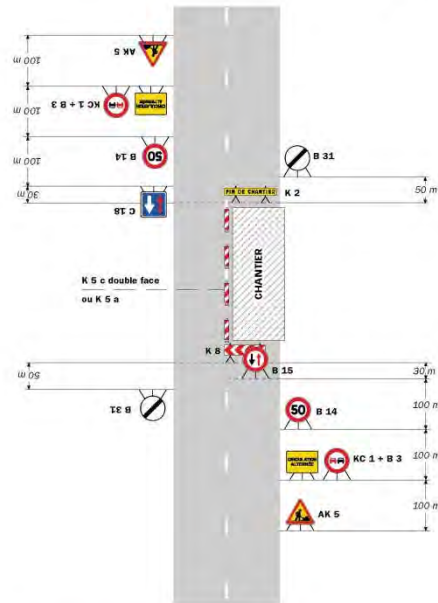 100 m
AK 5
100 m
CIRCULATION
ALTERNEE
KC 1 + B 3
100 m
50
B 14
30 m
C 18
B 31
50 m
FIN DE CHANTIER
K 2
K 5 c double face
ou K 5 a
CHANTIER
K 8
B 15
50 m
B 31
30 m
100 m
50
B 14
100 m
CIRCULATION
ALTERNEE
KC 1 + B 3
100 m
AK 5